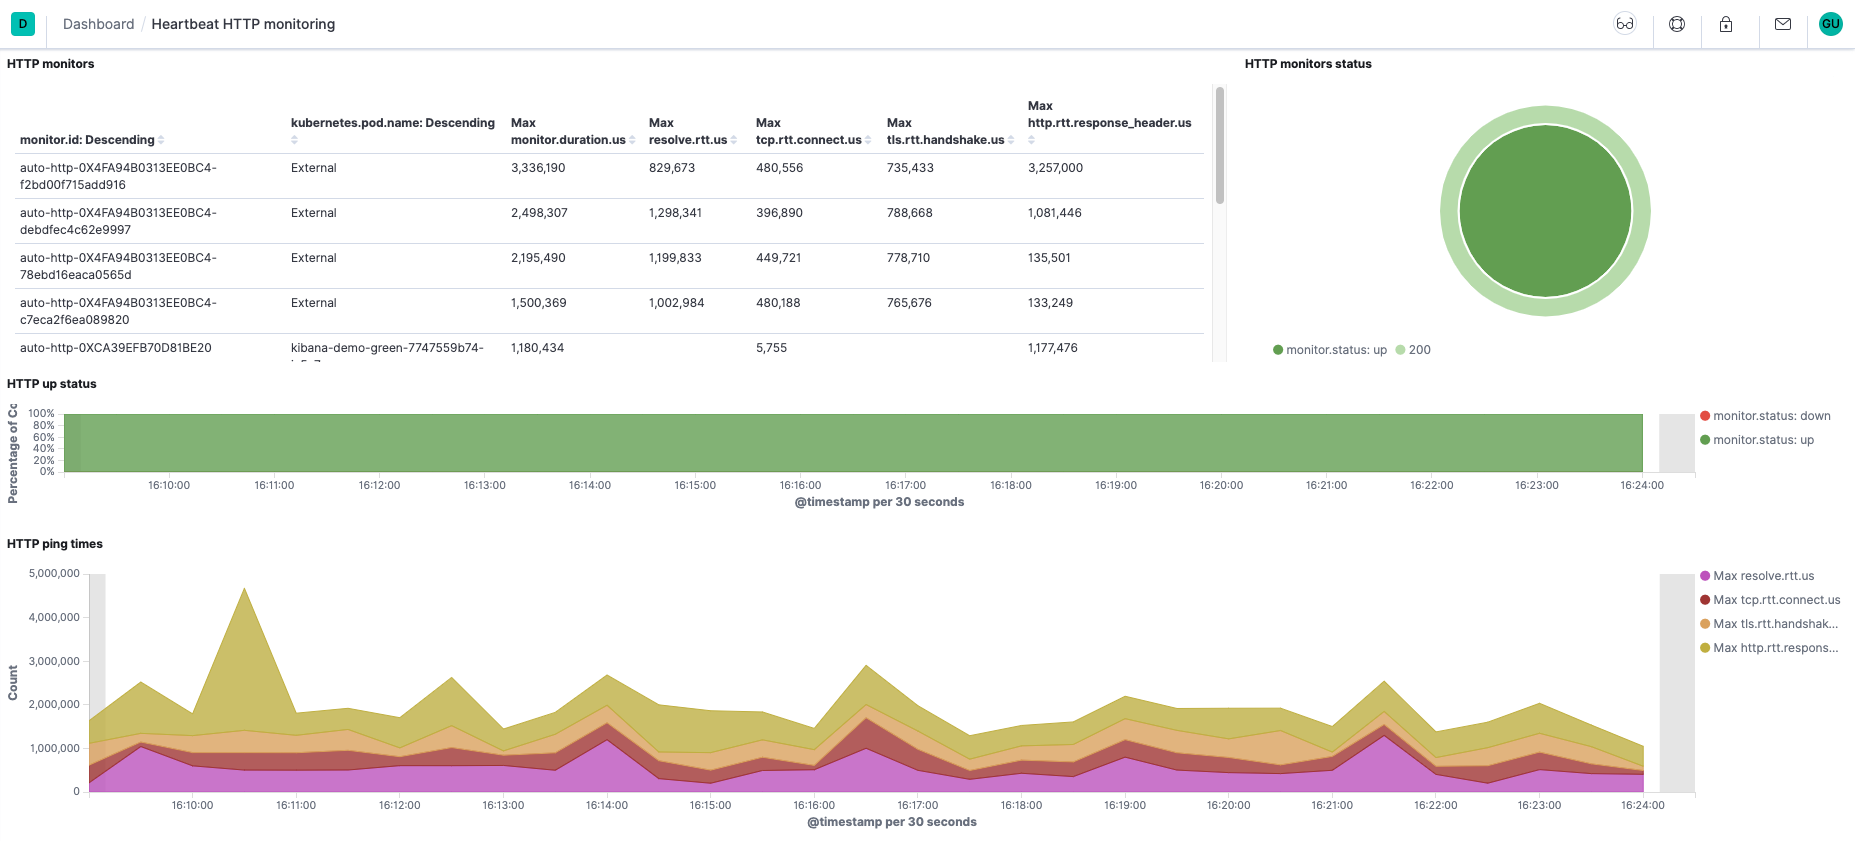 D
Dashboard / Heartbeat HTTP monitoring
GU
HTTP monitors
monitor.id: Descending
kubernetes.pod.name: Descending
Max
monitor.duration.us
Max
resolve.rtt.us
Max
tcp.rtt.connect.us
Max
tls.rtt.handshake.us
Max
http.rtt.response_header.us
auto-http-0X4FA94B0313EE0BC4-
f2bd00f715add916
External
3,336,190
829,673
480,556
735,433
3,257,000
auto-http-0X4FA94B0313EE0BC4-
debdfec4c62e9997
External
2,498,307
1,298,341
396,890
788,668
1,081,446
auto-http-0X4FA94B0313EE0BC4-
78ebd16eaca0565d
External
2,195,490
1,199,833
449,721
778,710
135,501
auto-http-0X4FA94B0313EE0BC4-
c7eca2f6ea089820
External
1,500,369
1,002,984
480,188
765,676
133,249
auto-http-0XCA39EFB70D81BE20
kibana-demo-green-7747559b74-
1,180,434
5,755
1,177,476
HTTP monitors status
monitor.status: up
200
HTTP up status
Percentage of Cc
100%
80%
60%
40%
20%
0%
16:10:00
16:11:00
16:12:00
16:13:00
16:14:00
16:15:00
16:16:00
16:17:00
16:18:00
16:19:00
16:20:00
16:21:00
16:22:00
16:23:00
16:24:00
@timestamp per 30 seconds
monitor.status: down
monitor.status: up
HTTP ping times
Count
5,000,000
4,000,000
3,000,000
2,000,000
1,000,000
0
16:10:00
16:11:00
16:12:00
16:13:00
16:14:00
16:15:00
16:16:00
16:17:00
16:18:00
16:19:00
16:20:00
16:21:00
16:22:00
16:23:00
16:24:00
@timestamp per 30 seconds
Max resolve.rtt.us
Max tcp.rtt.connect.us
Max tls.rtt.handshak...
Max http.rtt.respons...